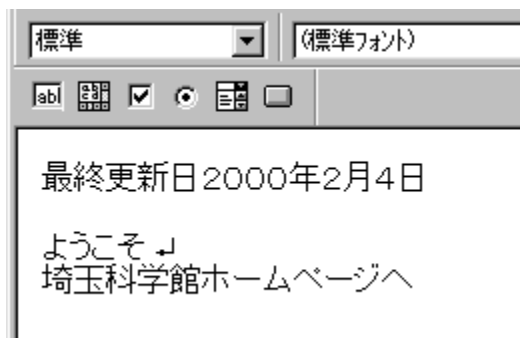 標準 (標準フォント)
abl
最終更新日2000年2月4日
ようこそ↵
埼玉科学館ホームページへ